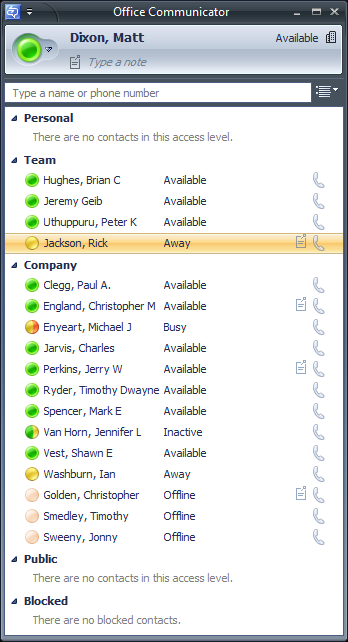 Office Communicator
Dixon, Matt
Available
Type a note
Type a name or phone number
Personal
There are no contacts in this access level.
Team
Hughes, Brian C Available
Jeremy Geib Available
Uthuppuru, Peter K Available
Jackson, Rick Away
Company
Clegg, Paul A. Available
England, Christopher M Available
Enyeart, Michael J Busy
Jarvis, Charles Available
Perkins, Jerry W Available
Ryder, Timothy Dwayne Available
Spencer, Mark E Available
Van Horn, Jennifer L Inactive
Vest, Shawn E Available
Washburn, Ian Away
Golden, Christopher Offline
Smedley, Timothy Offline
Sweeny, Jonny Offline
Public
There are no contacts in this access level.
Blocked
There are no blocked contacts.